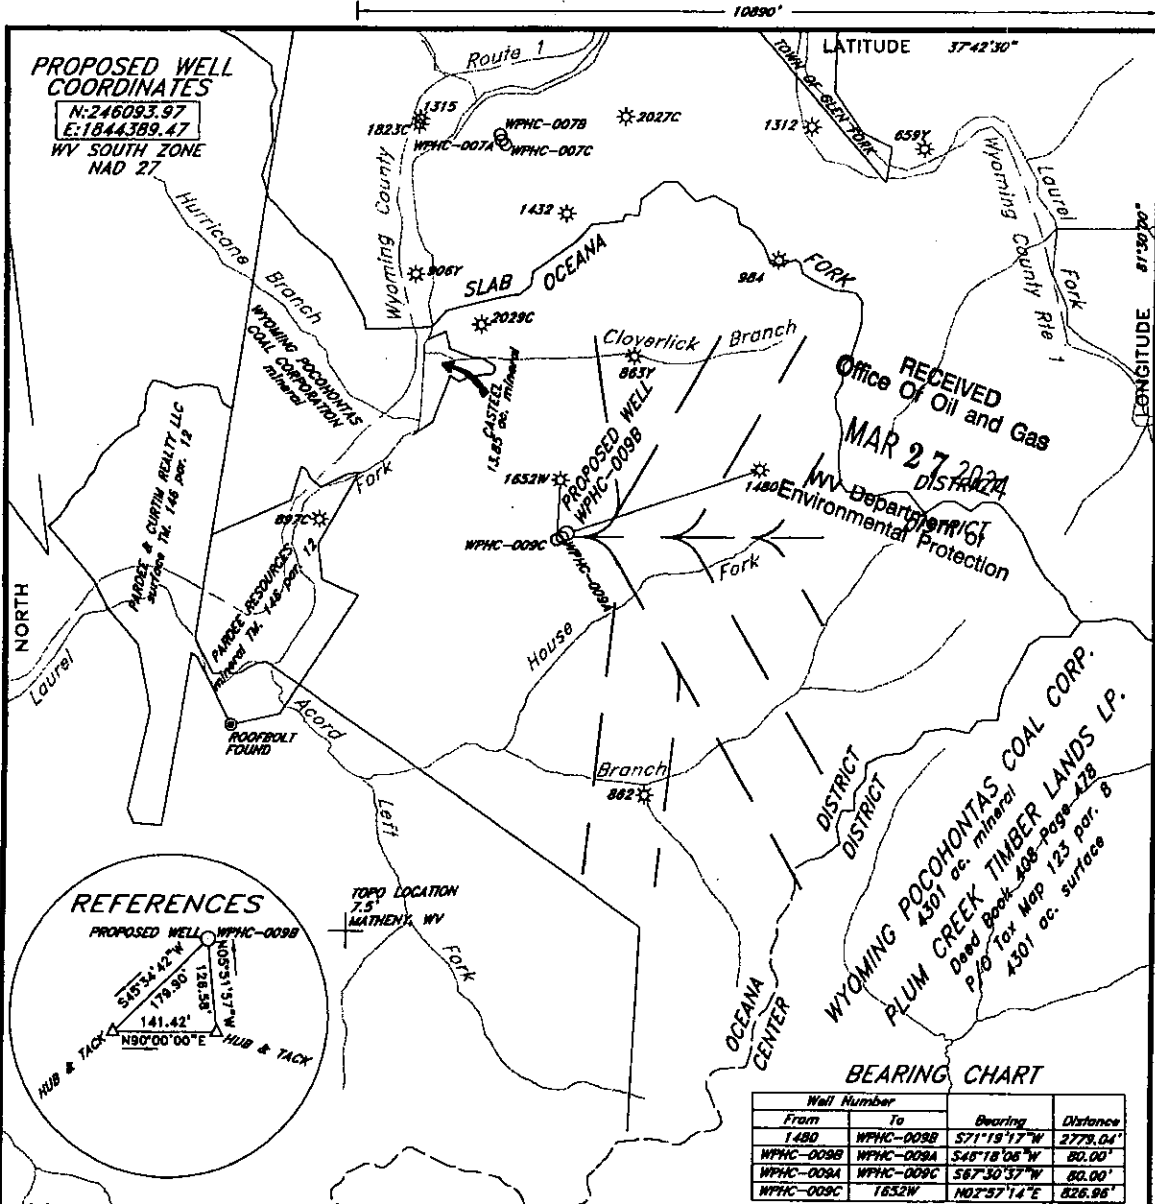 10890'
PROPOSED WELL
COORDINATES
N:246093.97
E:1844389.47
WV SOUTH ZONE
NAD 27
LATITUDE 37°42'30"
LONGITUDE 81°30'00"
NORTH
Route 1
TOWN OF GLEN FORK
1315
1823C
WPHC-007B
WPHC-007A
WPHC-007C
2027C
1312
659Y
Wyoming County
Wyoming County Rte 1
Laurel
Fork
Hurricane
Branch
1432
906Y
SLAB
FORK
OCEANA
984
2029C
Cloverlick Branch
863Y
WYOMING POCOHONTAS
COAL CORPORATION
mineral
CASTEEL
13.85 ac. mineral
RECEIVED
Office Of Oil and Gas
MAR 27 2024
WV Department of
Environmental Protection
DISTRICT
DISTRICT
PARDEE & CURTIN REALTY LLC
surface TM. 146 par. 12
Fork
897C
PARDEE RESOURCES
mineral TM. 146 par. 12
1652W
PROPOSED WELL
WPHC-009B
1480
WPHC-009C
WPHC-009A
House
Fork
Laurel
ROOFBOLT
FOUND
Acord
Branch
862
Left
Fork
DISTRICT
DISTRICT
WYOMING POCOHONTAS COAL CORP.
4301 ac. mineral
PLUM CREEK TIMBER LANDS LP.
Deed Book 408-Page 478
P/O Tax Map 123 par. 8
4301 ac. surface
OCEANA
CENTER
TOPO LOCATION
7.5'
MATHENY, WV
REFERENCES
PROPOSED WELL WPHC-009B
S45°34'42"W
179.90'
N05°31'57"W
126.58'
141.42'
N90°00'00"E
HUB & TACK
HUB & TACK
BEARING CHART
Well Number
From To Bearing Distance
1480 WPHC-009B S71°19'17"W 2779.04'
WPHC-009B WPHC-009A S46°18'06"W 80.00'
WPHC-009A WPHC-009C S67°30'37"W 80.00'
WPHC-009C 1652W N02°57'14"E 826.96'